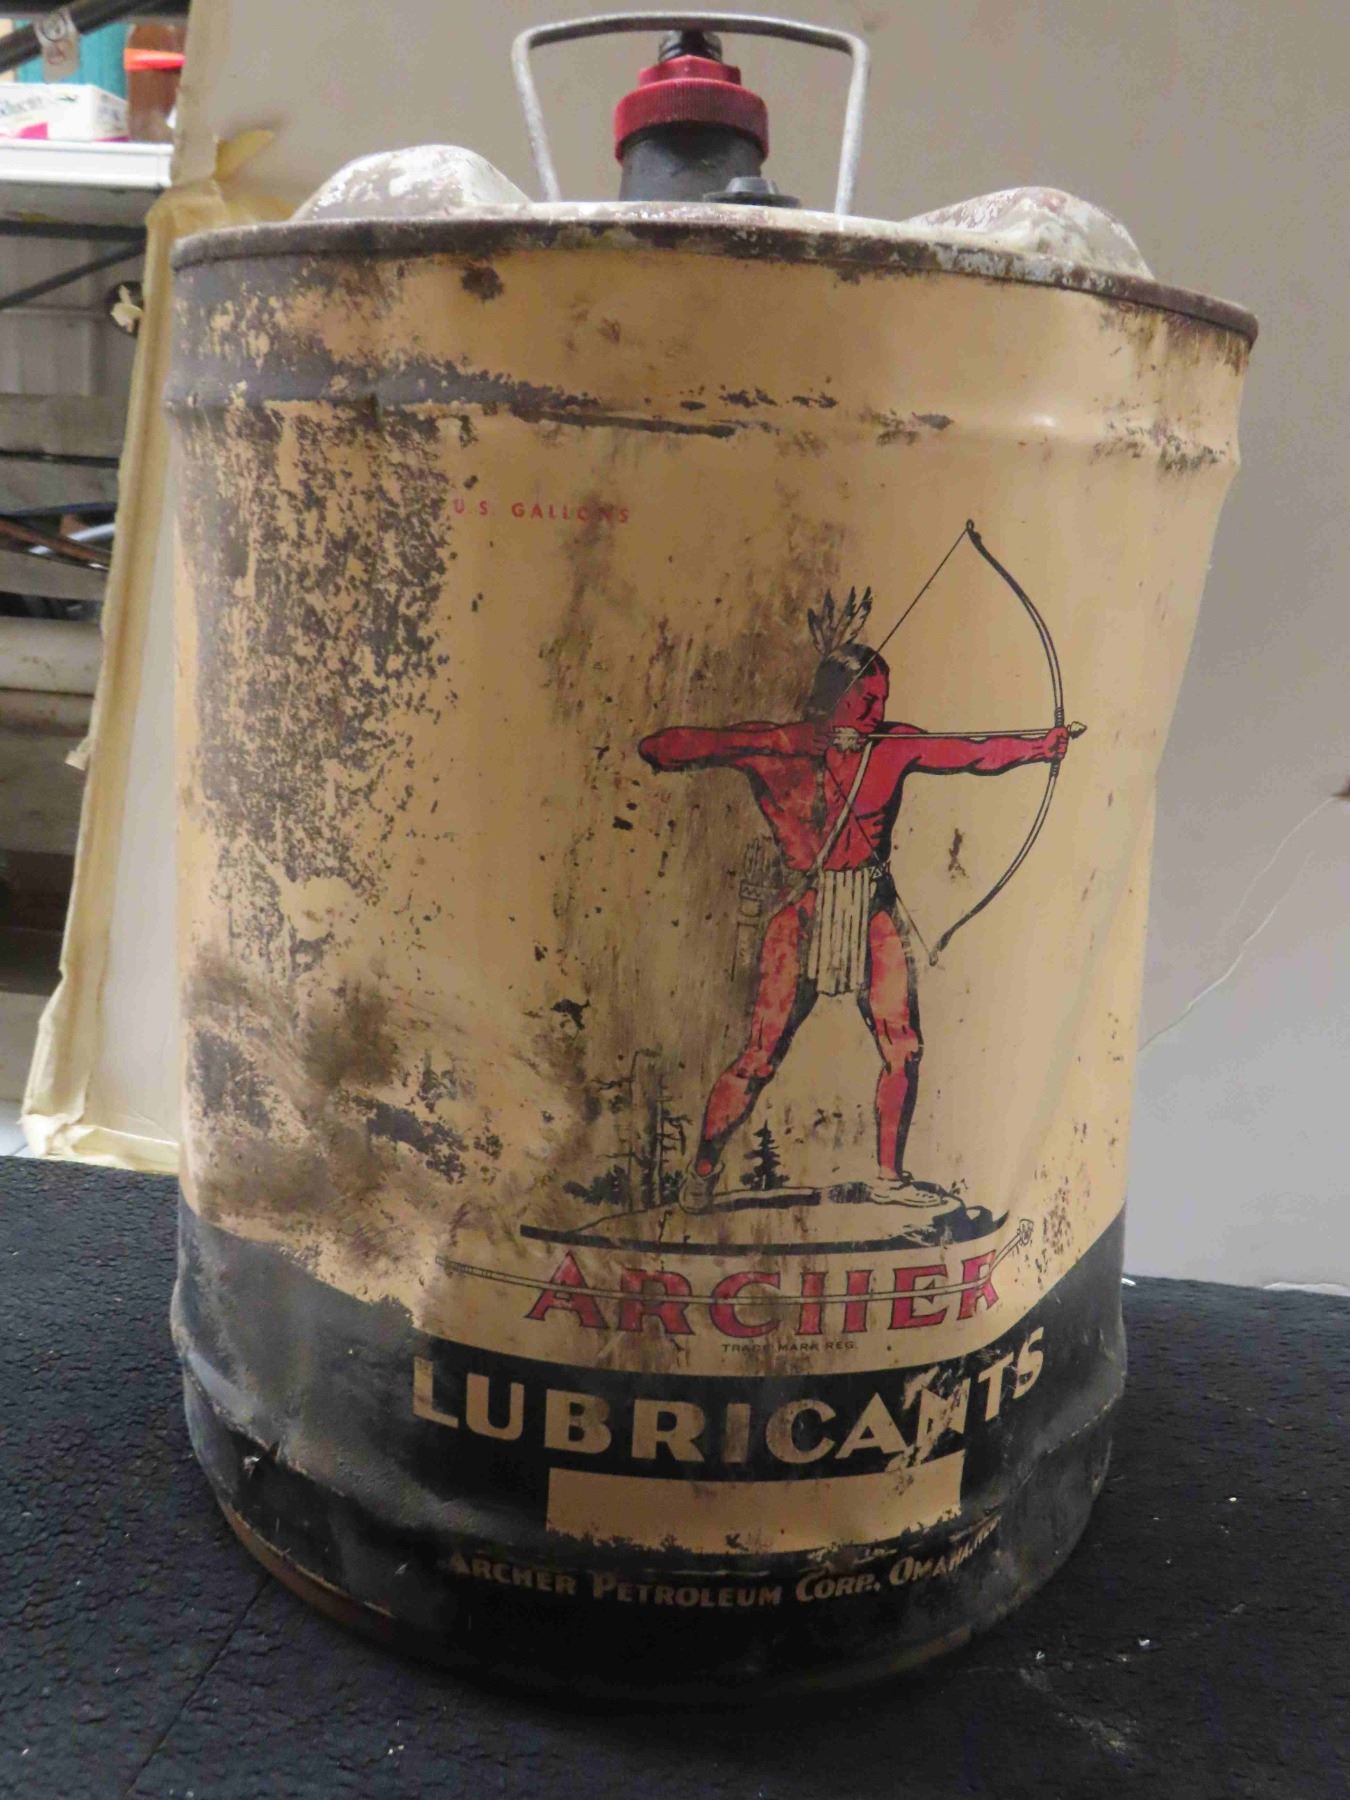 U.S. GALLONS
ARCHER
TRADE MARK REG.
LUBRICANTS
ARCHER PETROLEUM CORP., OMAHA,